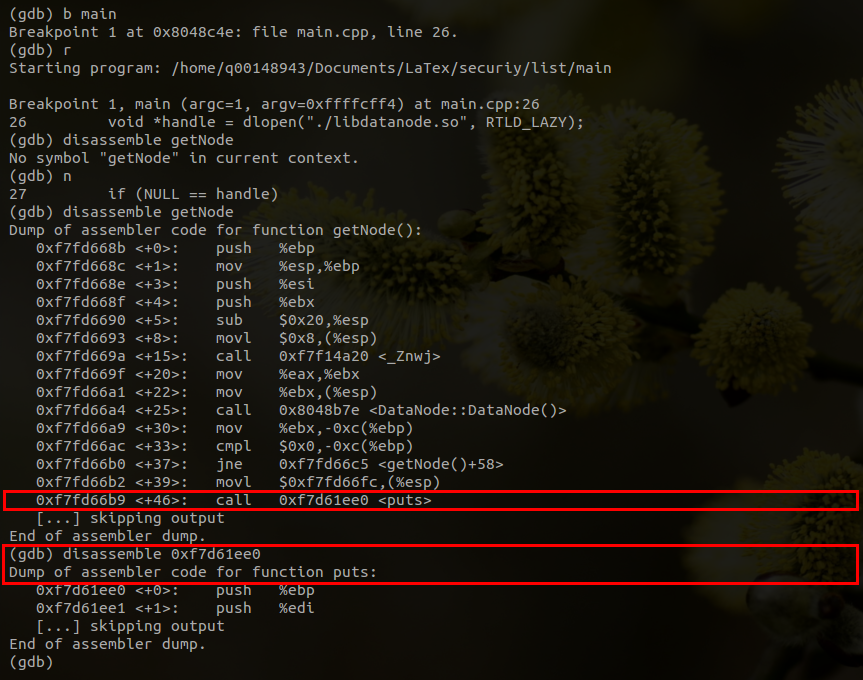 (gdb) b main
Breakpoint 1 at 0x8048c4e: file main.cpp, line 26.
(gdb) r
Starting program: /home/q00148943/Documents/LaTex/securiy/list/main

Breakpoint 1, main (argc=1, argv=0xffffcff4) at main.cpp:26
26         void *handle = dlopen("./libdatanode.so", RTLD_LAZY);
(gdb) disassemble getNode
No symbol "getNode" in current context.
(gdb) n
27         if (NULL == handle)
(gdb) disassemble getNode
Dump of assembler code for function getNode():
   0xf7fd668b <+0>:    push   %ebp
   0xf7fd668c <+1>:    mov    %esp,%ebp
   0xf7fd668e <+3>:    push   %esi
   0xf7fd668f <+4>:    push   %ebx
   0xf7fd6690 <+5>:    sub    $0x20,%esp
   0xf7fd6693 <+8>:    movl   $0x8,(%esp)
   0xf7fd669a <+15>:   call   0xf7f14a20 <_Znwj>
   0xf7fd669f <+20>:   mov    %eax,%ebx
   0xf7fd66a1 <+22>:   mov    %ebx,(%esp)
   0xf7fd66a4 <+25>:   call   0x8048b7e <DataNode::DataNode()>
   0xf7fd66a9 <+30>:   mov    %ebx,-0xc(%ebp)
   0xf7fd66ac <+33>:   cmpl   $0x0,-0xc(%ebp)
   0xf7fd66b0 <+37>:   jne    0xf7fd66c5 <getNode()+58>
   0xf7fd66b2 <+39>:   movl   $0xf7fd66fc,(%esp)
   0xf7fd66b9 <+46>:   call   0xf7d61ee0 <puts>
   [...] skipping output
End of assembler dump.
(gdb) disassemble 0xf7d61ee0
Dump of assembler code for function puts:
   0xf7d61ee0 <+0>:    push   %ebp
   0xf7d61ee1 <+1>:    push   %edi
   [...] skipping output
End of assembler dump.
(gdb)